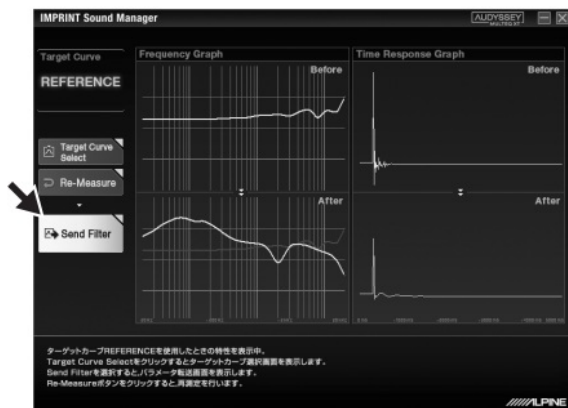 IMPRINT Sound Manager
AUDYSSEY
MULTEQ XT
Target Curve
REFERENCE
Target Curve
Select
Re-Measure
Send Filter
Frequency Graph
Before
After
Time Response Graph
Before
After
ターゲットカーブREFERENCEを使用したときの特性を表示中。
Target Curve Selectをクリックするとターゲットカーブ選択画面を表示します。
Send Filterを選択すると、パラメータ転送画面を表示します。
Re-Measureボタンをクリックすると、再測定を行います。
ALPINE